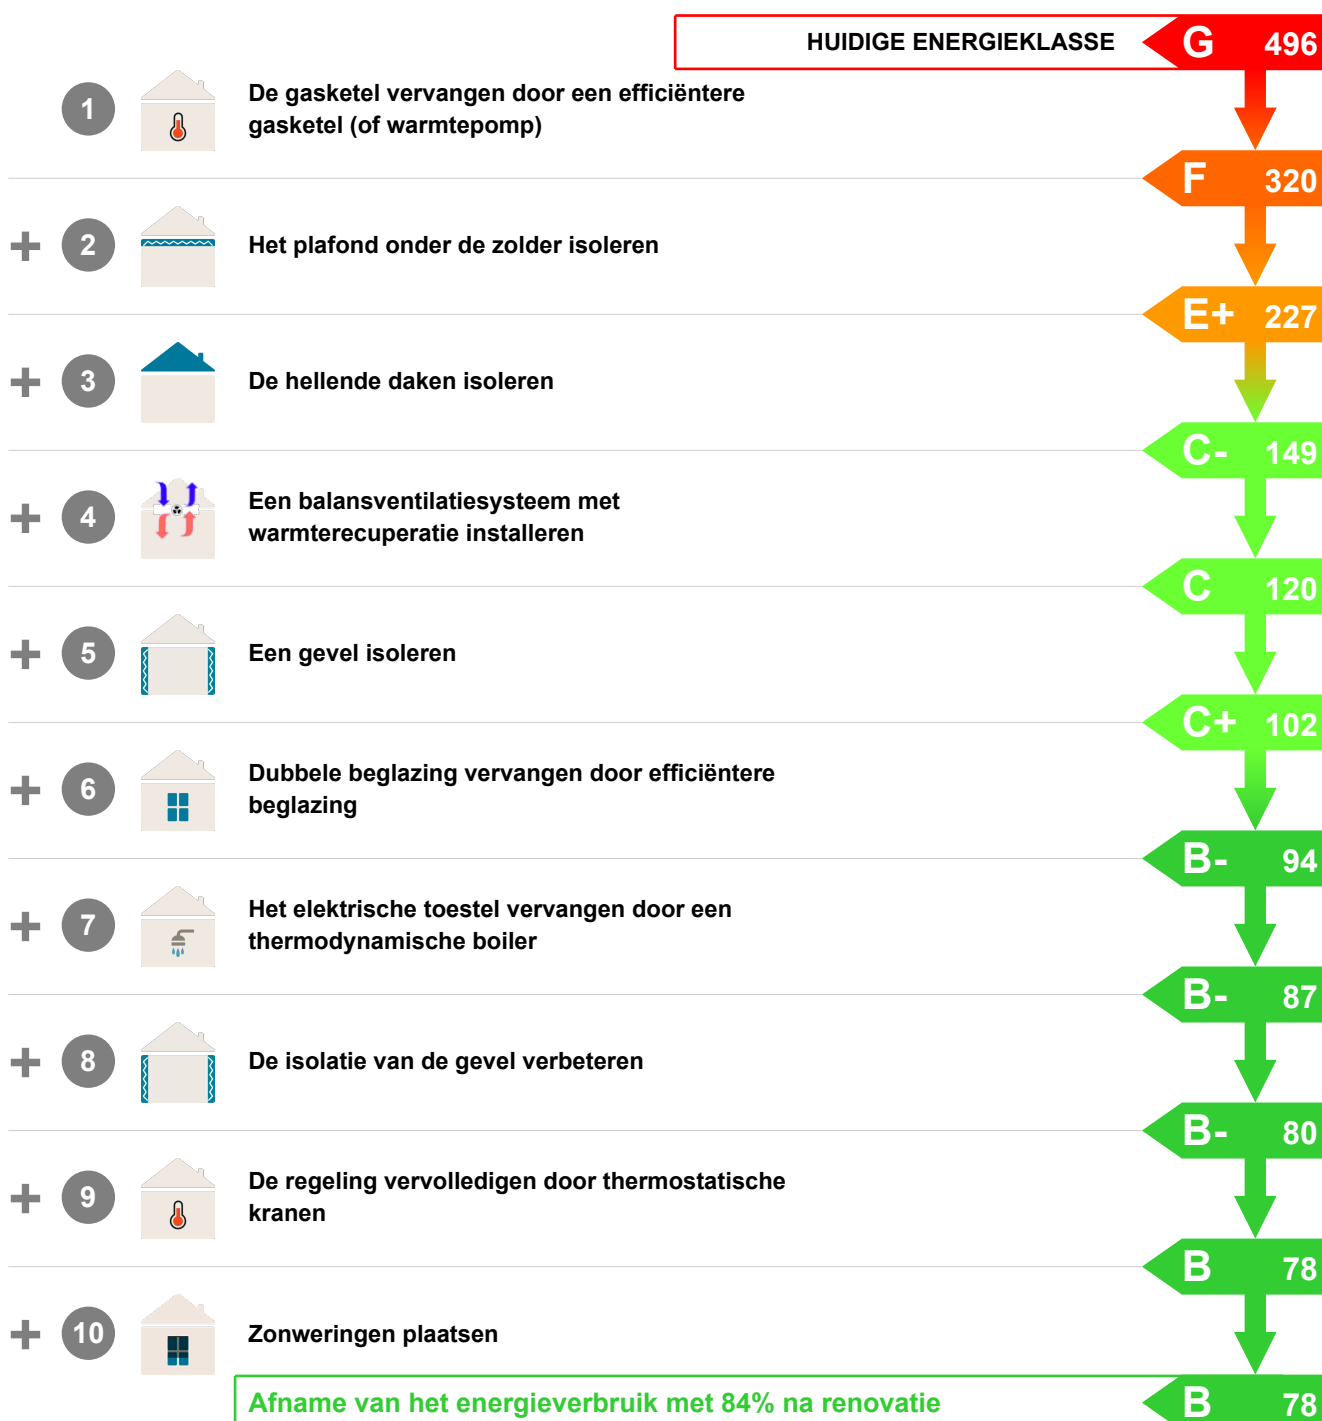 HUIDIGE ENERGIEKLASSE G 496
1 De gasketel vervangen door een efficiëntere
gasketel (of warmtepomp)
F 320
+ 2 Het plafond onder de zolder isoleren
E+ 227
+ 3 De hellende daken isoleren
C- 149
+ 4 Een balansventilatiesysteem met
warmterecuperatie installeren
C 120
+ 5 Een gevel isoleren
C+ 102
+ 6 Dubbele beglazing vervangen door efficiëntere
beglazing
B- 94
+ 7 Het elektrische toestel vervangen door een
thermodynamische boiler
B- 87
+ 8 De isolatie van de gevel verbeteren
B- 80
+ 9 De regeling vervolledigen door thermostatische
kranen
B 78
+ 10 Zonweringen plaatsen
Afname van het energieverbruik met 84% na renovatie B 78